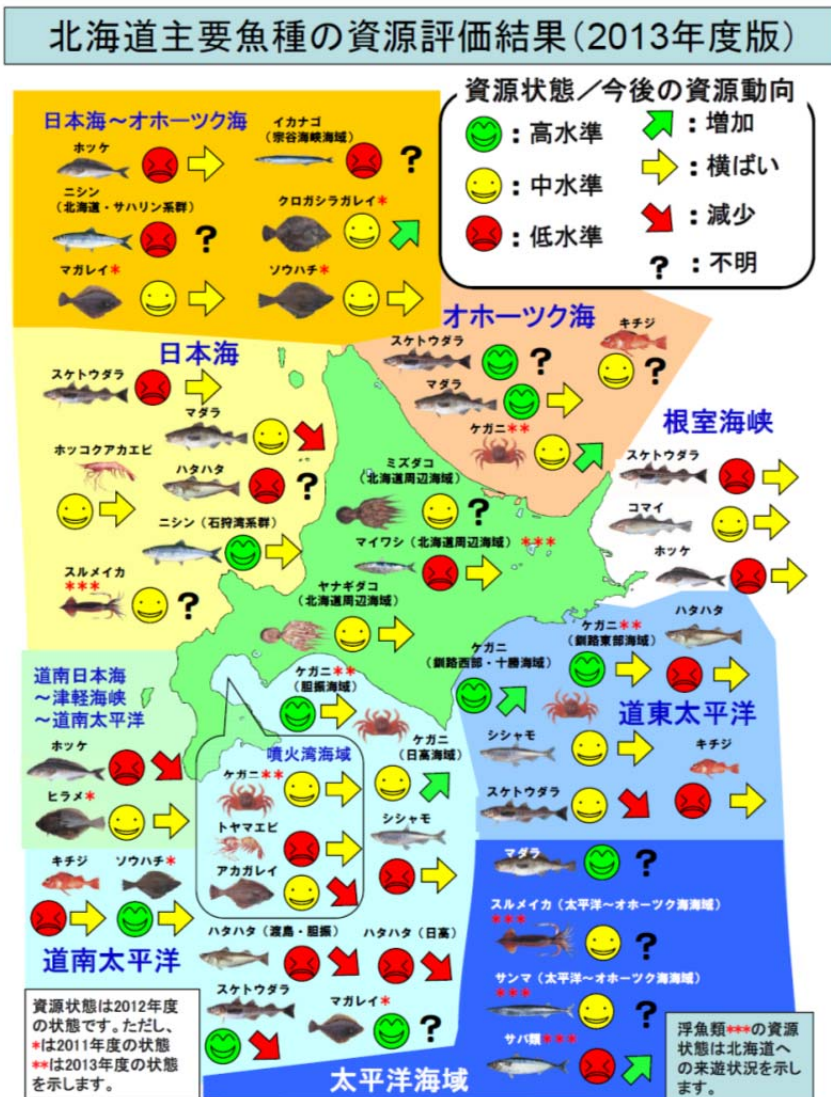 北海道主要魚種の資源評価結果(2013年度版)
資源状態／今後の資源動向
：高水準
：増加
：中水準
：横ばい
：低水準
：減少
?：不明
日本海～オホーツク海
ホッケ
イカナゴ
(宗谷海峡海域)
?
ニシン
(北海道・サハリン系群)
?
クロガシラガレイ*
マガレイ*
ソウハチ*
オホーツク海
スケトウダラ
?
キチジ
?
マダラ
ケガニ**
日本海
スケトウダラ
マダラ
ホッコクアカエビ
ハタハタ
?
ニシン(石狩湾系群)
スルメイカ
***
?
ミズダコ
(北海道周辺海域)
?
マイワシ(北海道周辺海域)***
ヤナギダコ
(北海道周辺海域)
根室海峡
スケトウダラ
コマイ
ホッケ
道南日本海
～津軽海峡
～道南太平洋
ホッケ
ヒラメ*
ケガニ**
(胆振海域)
噴火湾海域
ケガニ**
トヤマエビ
アカガレイ
ケガニ
(日高海域)
シシャモ
ケガニ
(釧路西部・十勝海域)
ケガニ**
(釧路東部海域)
ハタハタ
道東太平洋
シシャモ
キチジ
スケトウダラ
キチジ
ソウハチ*
道南太平洋
ハタハタ(渡島・胆振)
ハタハタ(日高)
スケトウダラ
マガレイ*
?
マダラ
?
スルメイカ(太平洋～オホーツク海海域)
***
?
サンマ(太平洋～オホーツク海海域)
***
?
サバ類***
太平洋海域
資源状態は2012年度
の状態です。ただし、
*は2011年度の状態
**は2013年度の状態
を示します。
浮魚類***の資源
状態は北海道へ
の来遊状況を示し
ます。